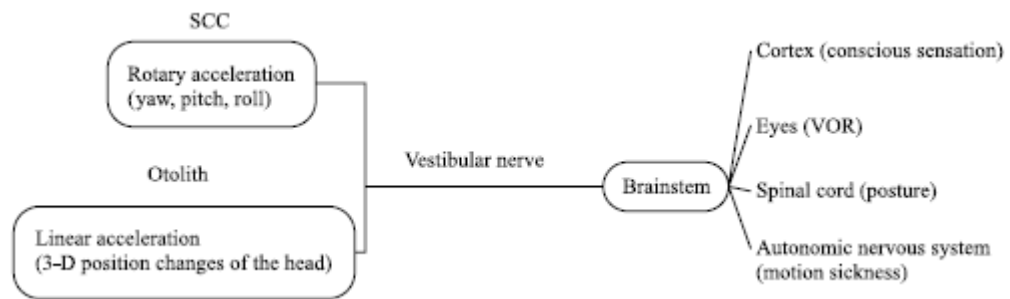 SCC
Rotary acceleration
(yaw, pitch, roll)
Otolith
Linear acceleration
(3-D position changes of the head)
Vestibular nerve
Brainstem
Cortex (conscious sensation)
Eyes (VOR)
Spinal cord (posture)
Autonomic nervous system
(motion sickness)